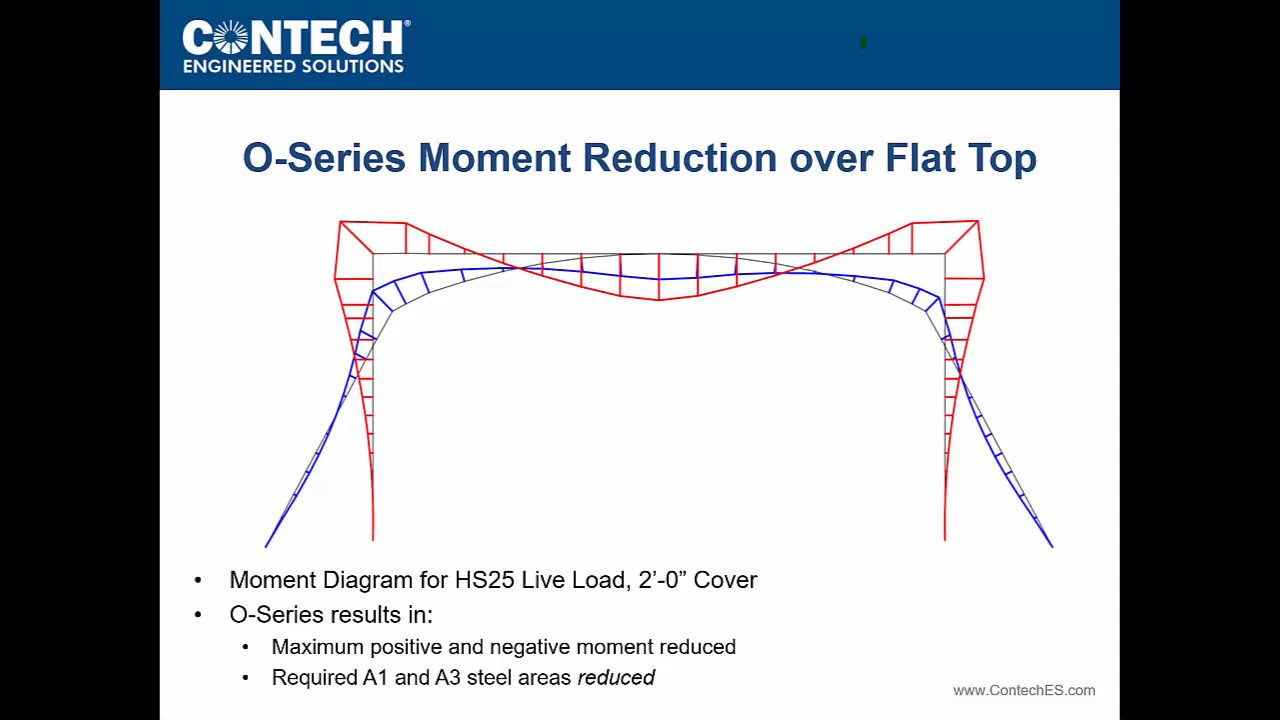 CONTECH®
ENGINEERED SOLUTIONS
O-Series Moment Reduction over Flat Top
• Moment Diagram for HS25 Live Load, 2’-0” Cover
• O-Series results in:
• Maximum positive and negative moment reduced
• Required A1 and A3 steel areas reduced
www.ContechES.com